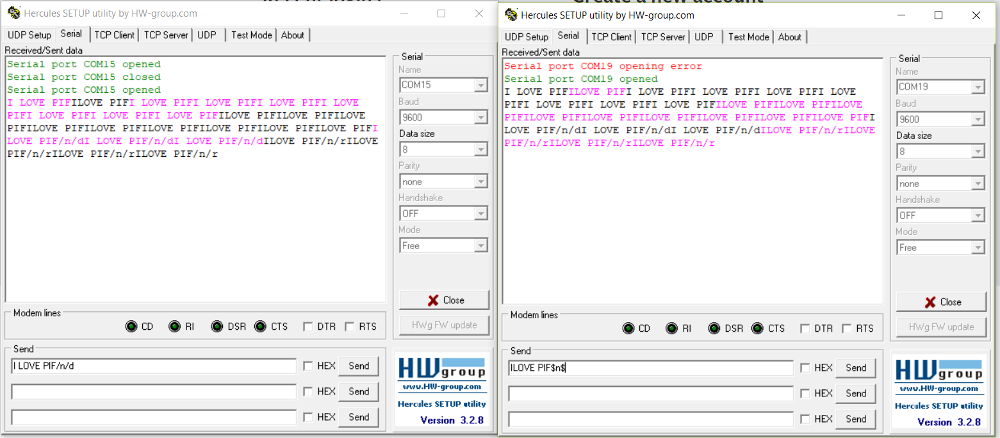 Create a new account
Hercules SETUP utility by HW-group.com
UDP Setup Serial TCP Client TCP Server UDP Test Mode About
Received/Sent data
Serial port COM15 opened
Serial port COM15 closed
Serial port COM15 opened
I LOVE PIFILOVE PIFI LOVE PIFI LOVE PIFI LOVE PIFI LOVE
PIFI LOVE PIFI LOVE PIFI LOVE PIFILOVE PIFILOVE PIFILOVE
PIFILOVE PIFILOVE PIFILOVE PIFILOVE PIFILOVE PIFILOVE PIFI
LOVE PIF/n/dI LOVE PIF/n/dI LOVE PIF/n/dILOVE PIF/n/rILOVE
PIF/n/rILOVE PIF/n/rILOVE PIF/n/r
Serial
Name
COM15
Baud
9600
Data size
8
Parity
none
Handshake
OFF
Mode
Free
Close
HWg FW update
Modem lines
CD RI DSR CTS DTR RTS
Send
I LOVE PIF/n/d HEX Send
HEX Send
HEX Send
HWgroup
www.HW-group.com
Hercules SETUP utility
Version 3.2.8
Hercules SETUP utility by HW-group.com
UDP Setup Serial TCP Client TCP Server UDP Test Mode About
Received/Sent data
Serial port COM19 opening error
Serial port COM19 opened
I LOVE PIFILOVE PIFI LOVE PIFI LOVE PIFI LOVE PIFI LOVE
PIFI LOVE PIFI LOVE PIFI LOVE PIFILOVE PIFILOVE PIFILOVE
PIFILOVE PIFILOVE PIFILOVE PIFILOVE PIFILOVE PIFILOVE PIFI
LOVE PIF/n/dI LOVE PIF/n/dI LOVE PIF/n/dILOVE PIF/n/rILOVE
PIF/n/rILOVE PIF/n/rILOVE PIF/n/r
Serial
Name
COM19
Baud
9600
Data size
8
Parity
none
Handshake
OFF
Mode
Free
Close
HWg FW update
Modem lines
CD RI DSR CTS DTR RTS
Send
ILOVE PIF$n$ HEX Send
HEX Send
HEX Send
HWgroup
www.HW-group.com
Hercules SETUP utility
Version 3.2.8